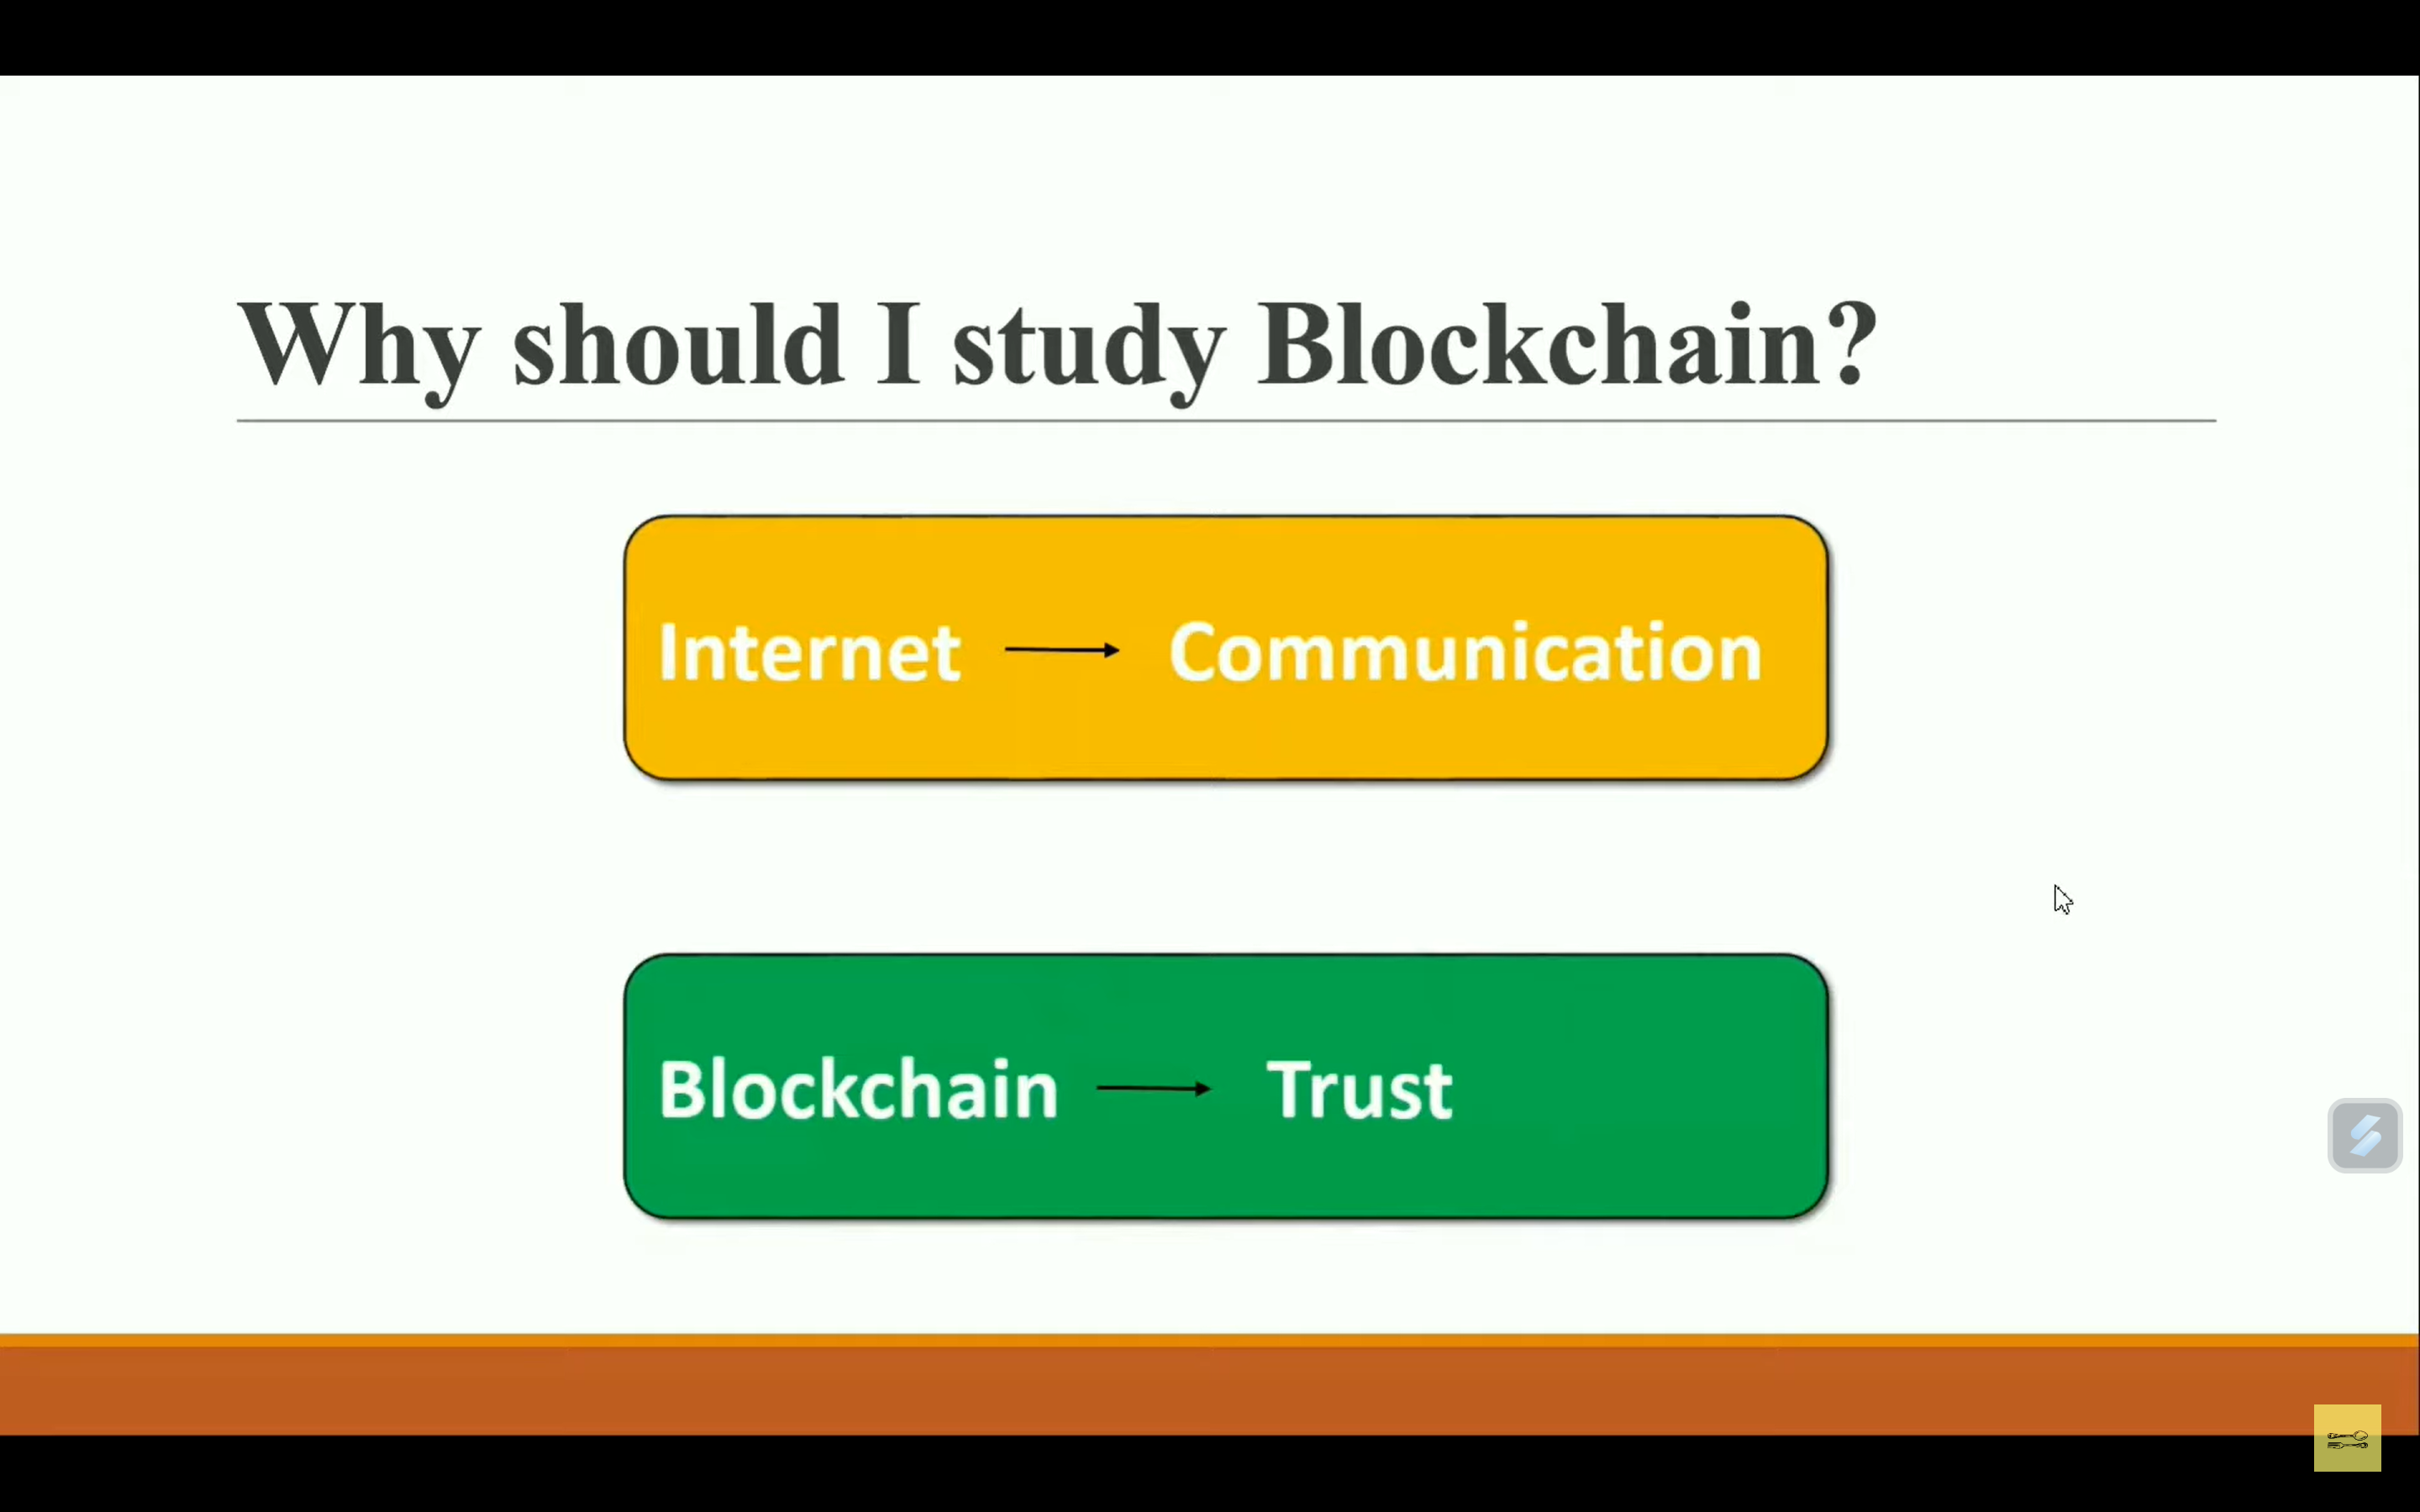 Why should I study Blockchain?
Internet → Communication
Blockchain → Trust